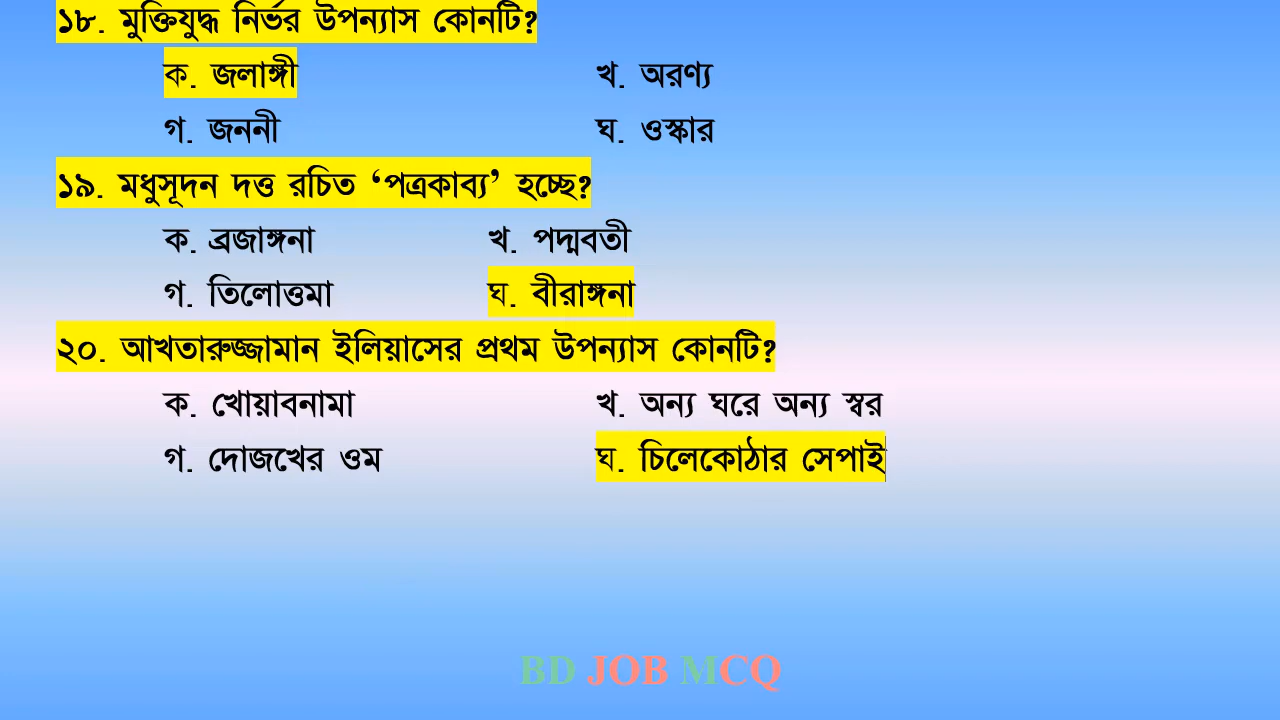 ১৮. মুক্তিযুদ্ধ নির্ভর উপন্যাস কোনটি?
ক. জলাঙ্গী খ. অরণ্য
গ. জননী ঘ. ওস্কার
১৯. মধুসূদন দত্ত রচিত ‘পত্রকাব্য’ হচ্ছে?
ক. ব্রজাঙ্গনা খ. পদ্মবতী
গ. তিলোত্তমা ঘ. বীরাঙ্গনা
২০. আখতারুজ্জামান ইলিয়াসের প্রথম উপন্যাস কোনটি?
ক. খোয়াবনামা খ. অন্য ঘরে অন্য স্বর
গ. দোজখের ওম ঘ. চিলেকোঠার সেপাই
BD JOB MCQ